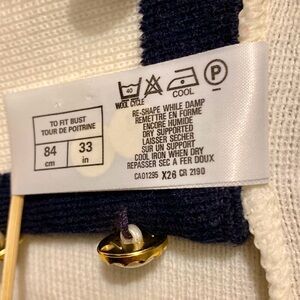 40
WOOL CYCLE
COOL
P
TO FIT BUST
TOUR DE POITRINE
84 cm
33 in
RE-SHAPE WHILE DAMP
REMETTRE EN FORME
ENCORE HUMIDE
DRY SUPPORTED
LAISSER SECHER
SUR UN SUPPORT
COOL IRON WHEN DRY
REPASSER SEC A FER DOUX
CA01295 X26 CR 2190